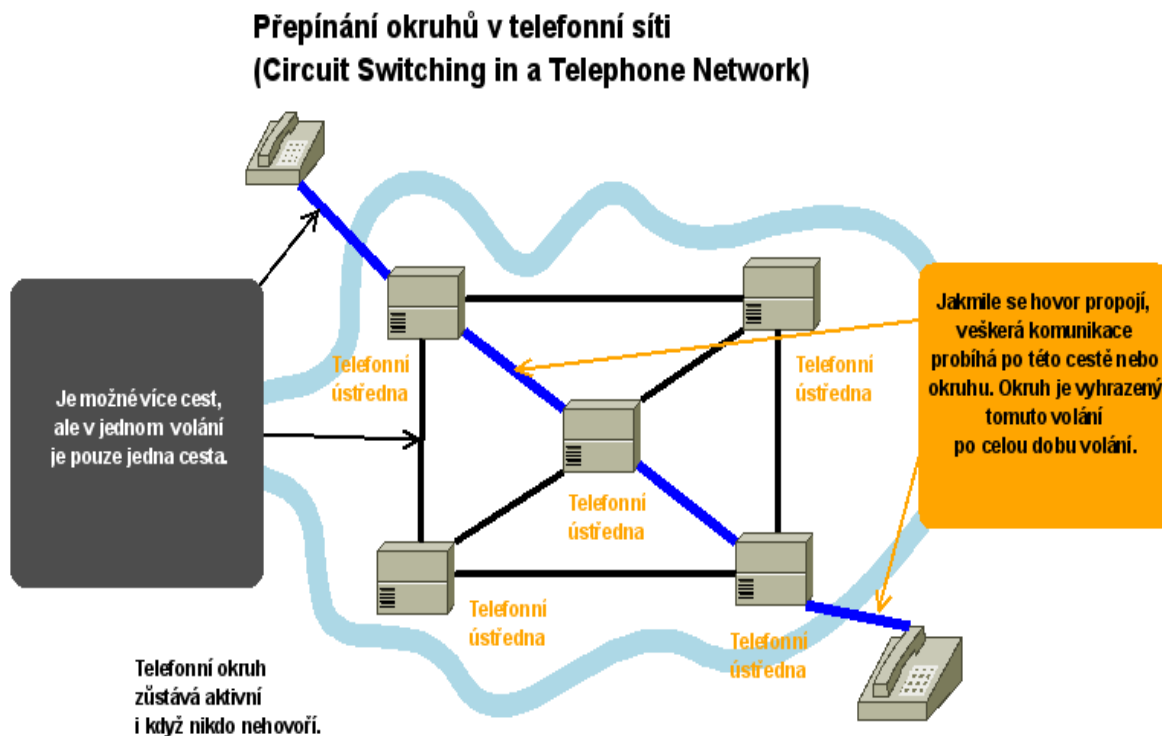 Přepínání okruhů v telefonní síti
(Circuit Switching in a Telephone Network)
Je možné více cest,
ale v jednom volání
je pouze jedna cesta.
Telefonní
ústředna
Telefonní
ústředna
Telefonní
ústředna
Telefonní
ústředna
Telefonní
ústředna
Jakmile se hovor propojí,
veškerá komunikace
probíhá po této cestě nebo
okruhu. Okruh je vyhrazený
tomuto volání
po celou dobu volání.
Telefonní okruh
zůstává aktivní
i když nikdo nehovoří.